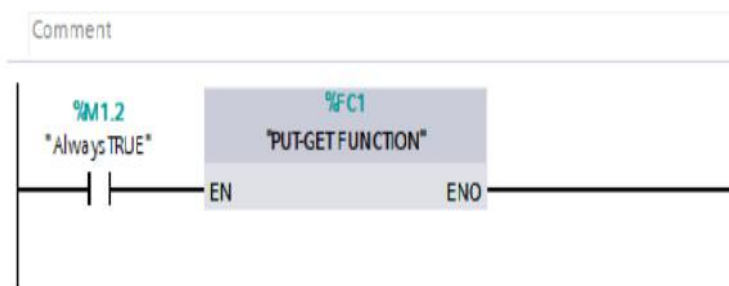 Comment
%M1.2
"AlwaysTRUE"
%FC1
"PUT-GET FUNCTION"
EN
ENO